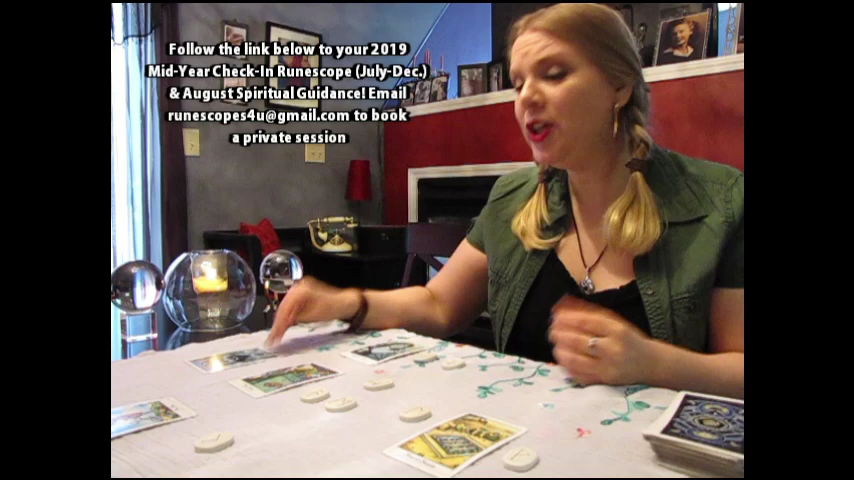 Follow the link below to your 2019
Mid-Year Check-In Runescope (July-Dec.)
& August Spiritual Guidance! Email
runescopes4u@gmail.com to book
a private session